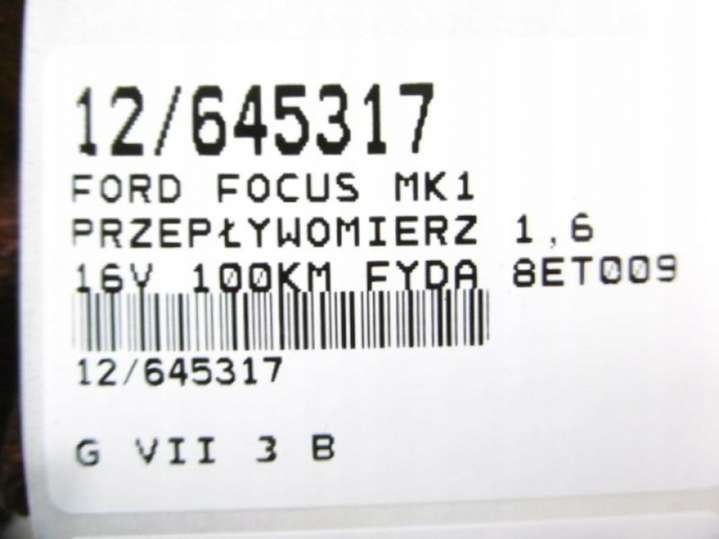 12/645317
FORD FOCUS MK1
PRZEPŁYWOMIERZ 1,6
16V 100KM FYDA 8ET009
12/645317
G VII 3 B